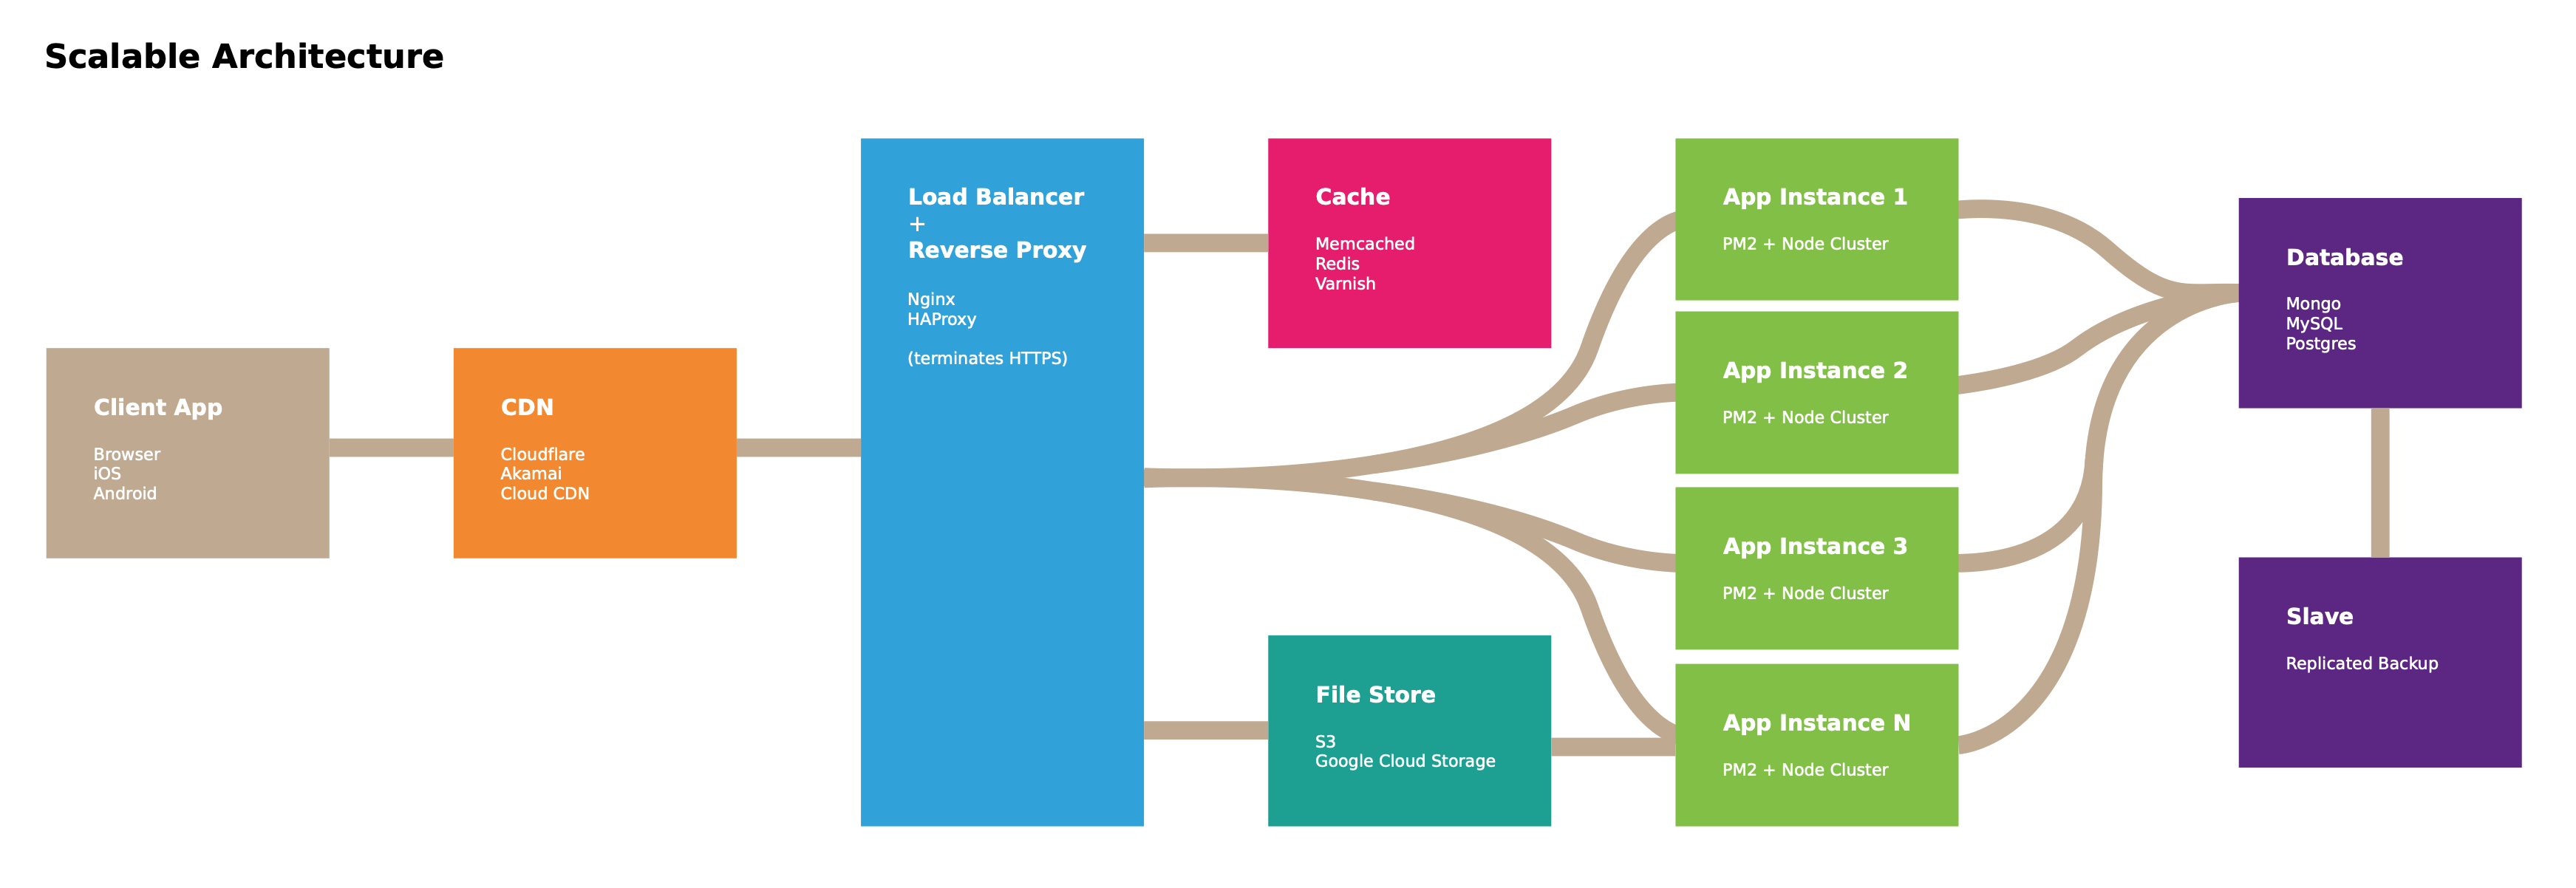 Scalable Architecture
Client App
Browser
iOS
Android
CDN
Cloudflare
Akamai
Cloud CDN
Load Balancer
+
Reverse Proxy
Nginx
HAProxy
(terminates HTTPS)
Cache
Memcached
Redis
Varnish
File Store
S3
Google Cloud Storage
App Instance 1
PM2 + Node Cluster
App Instance 2
PM2 + Node Cluster
App Instance 3
PM2 + Node Cluster
App Instance N
PM2 + Node Cluster
Database
Mongo
MySQL
Postgres
Slave
Replicated Backup